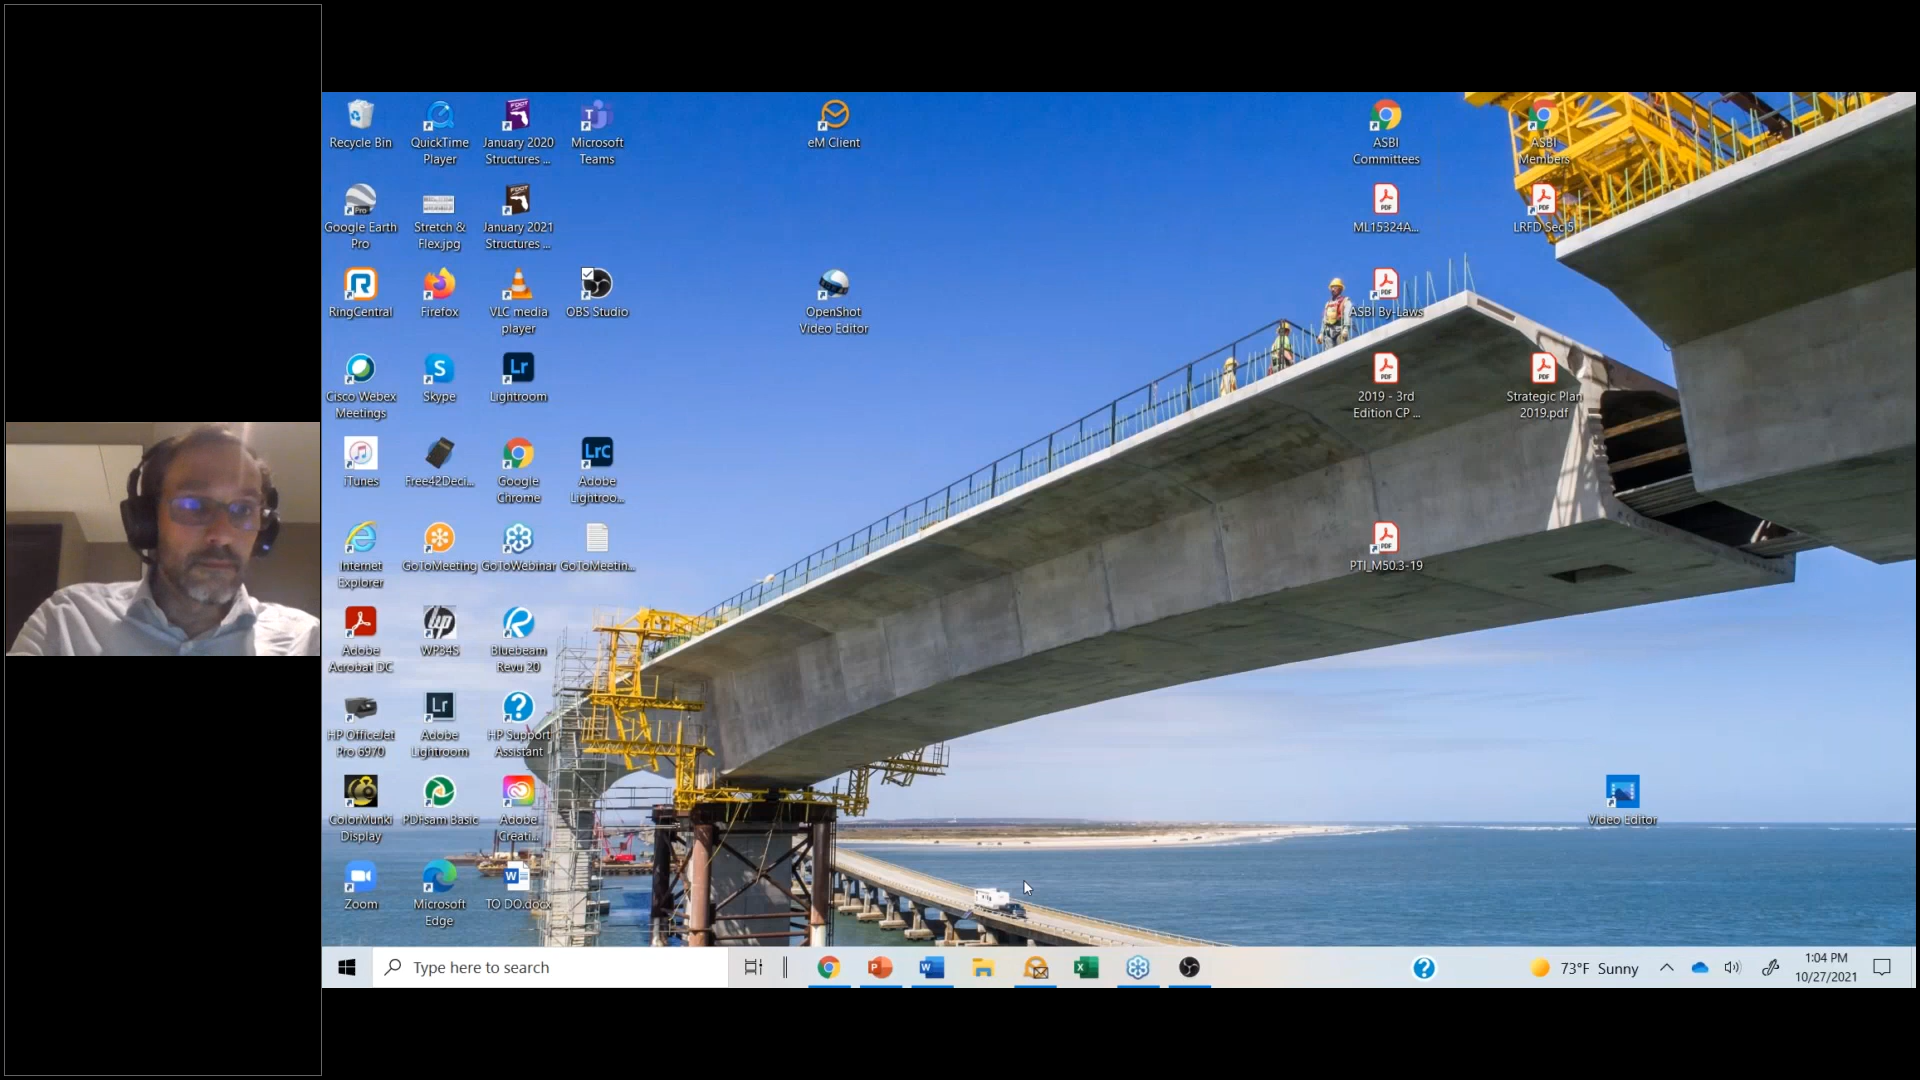 Recycle Bin
QuickTime
Player
January 2020
Structures ...
Microsoft
Teams
eM Client
ASBI
Committees
ASBI
Members
Google Earth
Pro
Stretch &
Flex.jpg
January 2021
Structures ...
ML15324A...
LRFD Sec 5
RingCentral
Firefox
VLC media
player
OBS Studio
OpenShot
Video Editor
ASBI By-Laws
Cisco Webex
Meetings
Skype
Lightroom
2019 - 3rd
Edition CP ...
Strategic Plan
2019.pdf
iTunes
Free42Deci...
Google
Chrome
Adobe
Lightroo...
Internet
Explorer
GoToMeeting
GoToWebinar
GoToMeetin...
PTI_M50.3-19
Adobe
Acrobat DC
WP34S
Bluebeam
Revu 20
HP OfficeJet
Pro 6970
Adobe
Lightroom
HP Support
Assistant
ColorMunki
Display
PDFsam Basic
Adobe
Creati...
Video Editor
Zoom
Microsoft
Edge
TO DO.docx
Type here to search
73°F Sunny
1:04 PM
10/27/2021